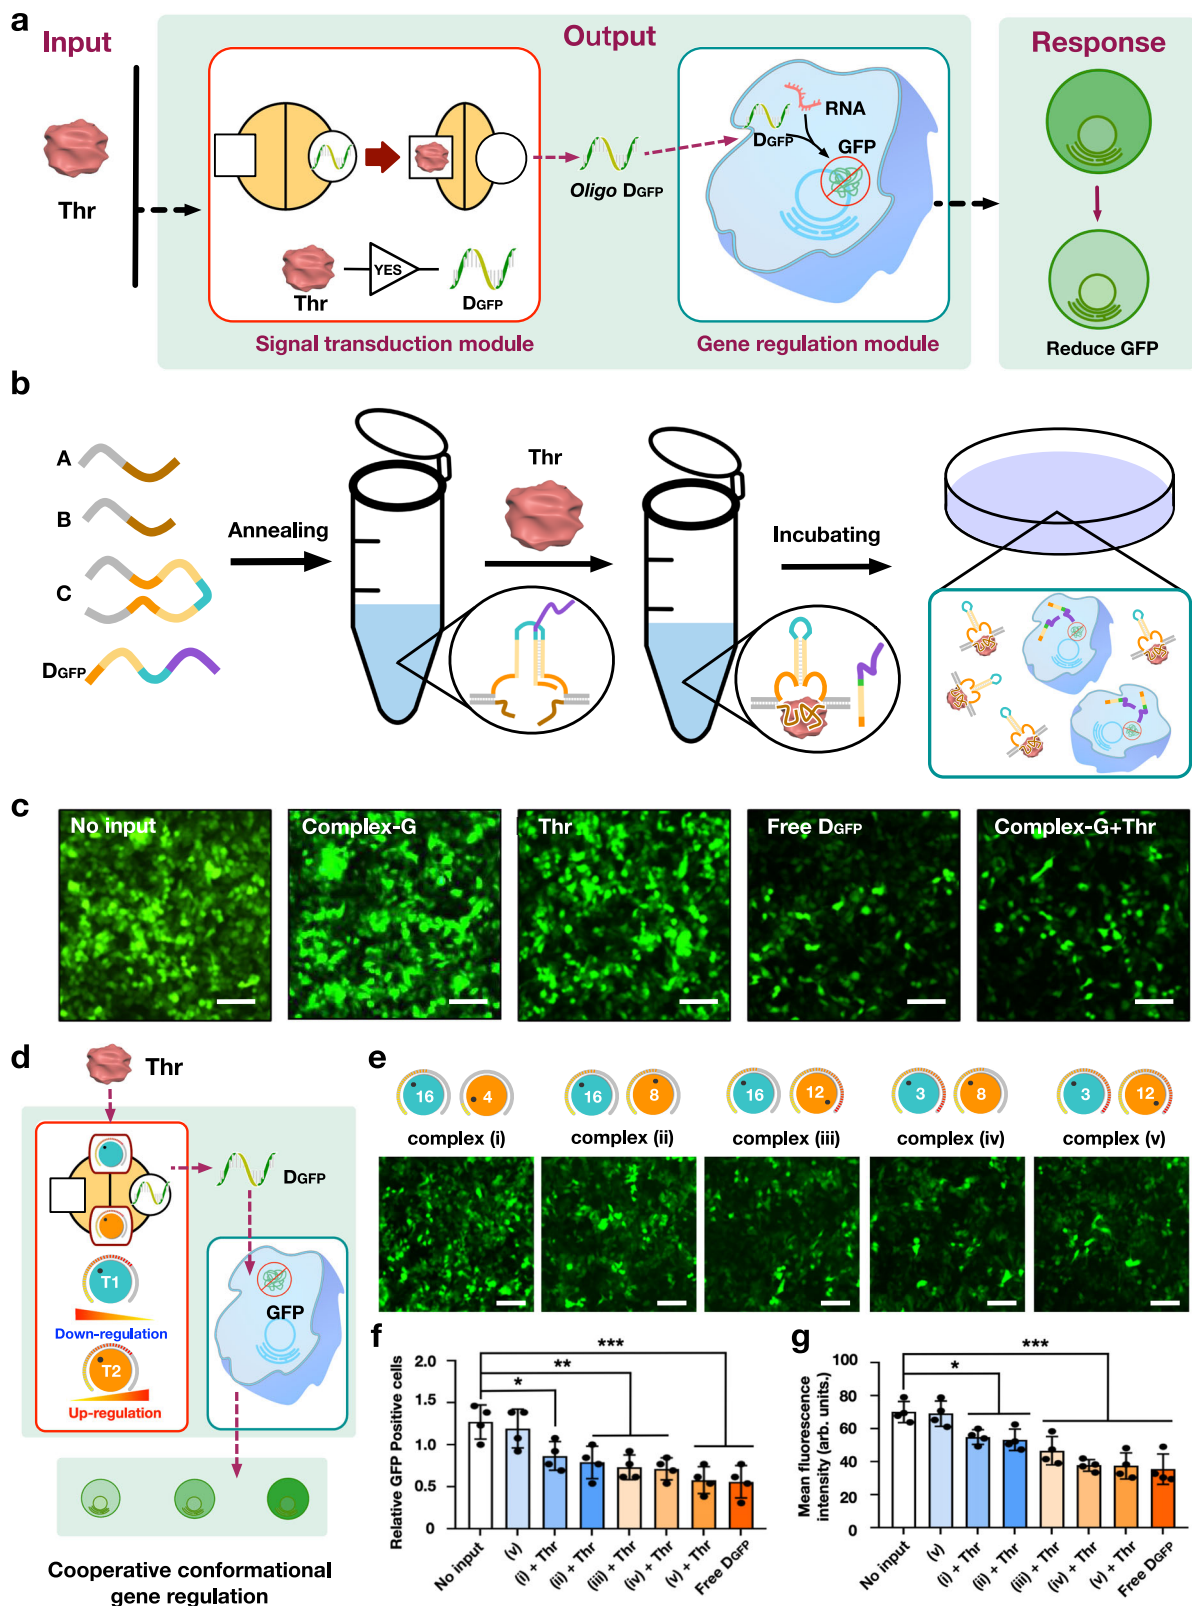 a
Input
Output
Response
Thr
RNA
DGFP
GFP
Oligo DGFP
YES
Thr
DGFP
Signal transduction module
Gene regulation module
Reduce GFP
b
A
B
C
DGFP
Annealing
Thr
Incubating
c
No input
Complex-G
Thr
Free DGFP
Complex-G+Thr
d
Thr
DGFP
T1
Down-regulation
T2
Up-regulation
GFP
Cooperative conformational
gene regulation
e
16 4
16 8
16 12
3 8
3 12
complex (i)
complex (ii)
complex (iii)
complex (iv)
complex (v)
f
Relative GFP Positive cells
2.0
1.5
1.0
0.5
0
*
**
***
No input
(v)
(i) + Thr
(ii) + Thr
(iii) + Thr
(iv) + Thr
(v) + Thr
Free DGFP
g
Mean fluorescence
intensity (arb. units.)
100
80
60
40
20
0
*
***
No input
(v)
(i) + Thr
(ii) + Thr
(iii) + Thr
(iv) + Thr
(v) + Thr
Free DGFP